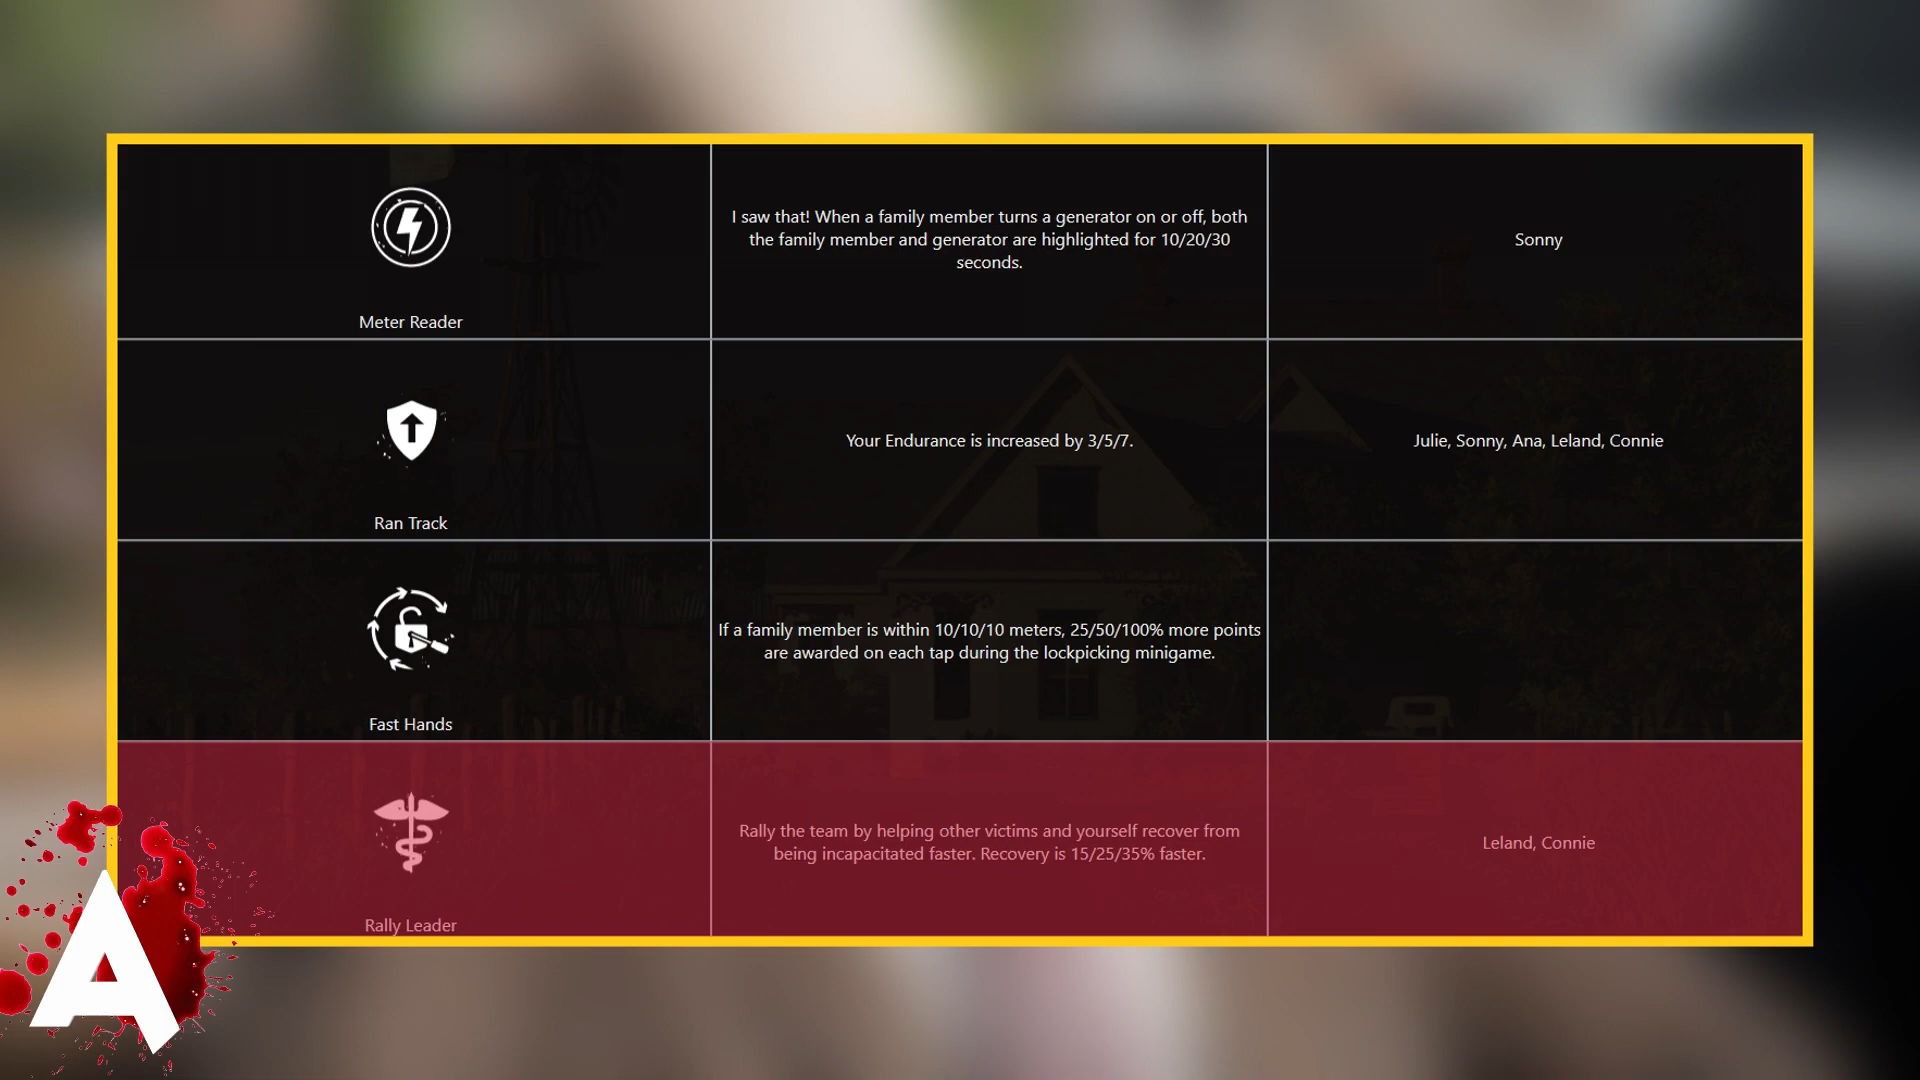 I saw that! When a family member turns a generator on or off, both
the family member and generator are highlighted for 10/20/30
seconds.
Sonny
Meter Reader
Your Endurance is increased by 3/5/7.
Julie, Sonny, Ana, Leland, Connie
Ran Track
If a family member is within 10/10/10 meters, 25/50/100% more points
are awarded on each tap during the lockpicking minigame.
Fast Hands
Rally the team by helping other victims and yourself recover from
being incapacitated faster. Recovery is 15/25/35% faster.
Leland, Connie
Rally Leader
A